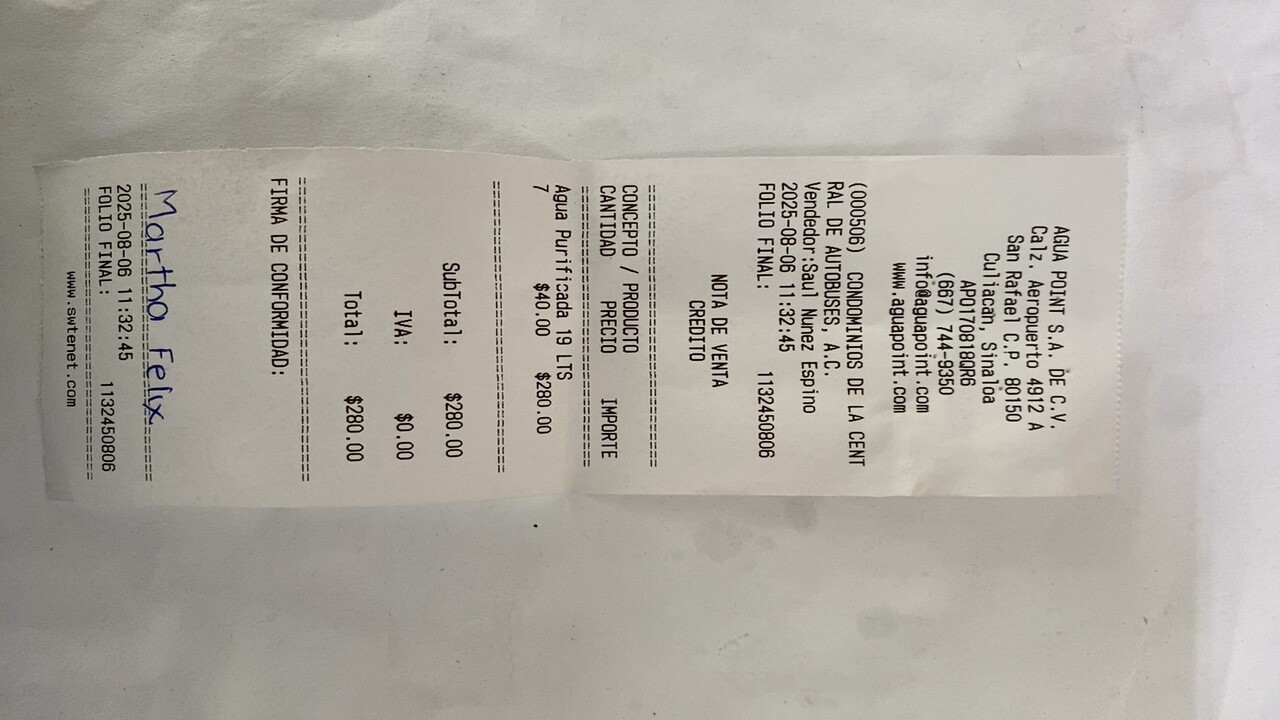 AGUA POINT S.A. DE C.V.
Calz. Aeropuerto 4912 A
San Rafael C.P. 80150
Culiacán, Sinaloa
APO170818QR6
(667) 744-9350
info@aguapoint.com
www.aguapoint.com
(000506) CONDOMINIOS DE LA CENT
RAL DE AUTOBUSES, A.C.
Vendedor:Saul Nunez Espino
2025-08-06 11:32:45
FOLIO FINAL: 1132450806
NOTA DE VENTA
CREDITO
CONCEPTO / PRODUCTO
CANTIDAD PRECIO IMPORTE
Agua Purificada 19 LTS
7 $40.00 $280.00
SubTotal: $280.00
IVA: $0.00
Total: $280.00
FIRMA DE CONFORMIDAD:
Martha Felix
2025-08-06 11:32:45
FOLIO FINAL: 1132450806
www.swtenet.com